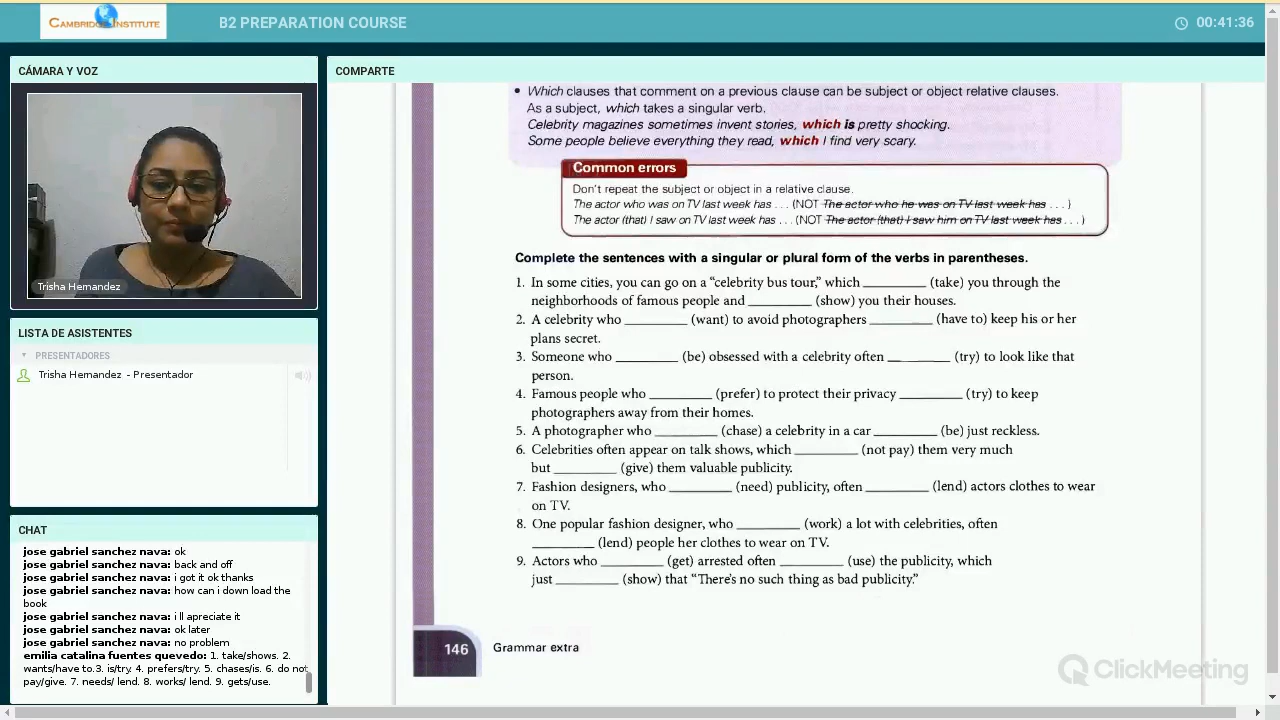 CAMBRIDGE INSTITUTE
B2 PREPARATION COURSE
00:41:36
CÁMARA Y VOZ
Trisha Hernandez
LISTA DE ASISTENTES
PRESENTADORES
Trisha Hernandez - Presentador
CHAT
jose gabriel sanchez nava: ok
jose gabriel sanchez nava: back and off
jose gabriel sanchez nava: i got it ok thanks
jose gabriel sanchez nava: how can i down load the
book
jose gabriel sanchez nava: i ll apreciate it
jose gabriel sanchez nava: ok later
jose gabriel sanchez nava: no problem
emilia catalina fuentes quevedo: 1. take/shows. 2.
wants/have to.3. is/try. 4. prefers/try. 5. chases/is. 6. do not
pay/give. 7. needs/ lend. 8. works/ lend. 9. gets/use.
COMPARTE
• Which clauses that comment on a previous clause can be subject or object relative clauses.
As a subject, which takes a singular verb.
Celebrity magazines sometimes invent stories, which is pretty shocking.
Some people believe everything they read, which I find very scary.
Common errors
Don't repeat the subject or object in a relative clause.
The actor who was on TV last week has . . . (NOT The actor who he was on TV last week has . . . )
The actor (that) I saw on TV last week has . . . (NOT The actor (that) I saw him on TV last week has . . . )
Complete the sentences with a singular or plural form of the verbs in parentheses.
1. In some cities, you can go on a “celebrity bus tour,” which _________ (take) you through the
neighborhoods of famous people and _________ (show) you their houses.
2. A celebrity who _________ (want) to avoid photographers _________ (have to) keep his or her
plans secret.
3. Someone who _________ (be) obsessed with a celebrity often _________ (try) to look like that
person.
4. Famous people who _________ (prefer) to protect their privacy _________ (try) to keep
photographers away from their homes.
5. A photographer who _________ (chase) a celebrity in a car _________ (be) just reckless.
6. Celebrities often appear on talk shows, which _________ (not pay) them very much
but _________ (give) them valuable publicity.
7. Fashion designers, who _________ (need) publicity, often _________ (lend) actors clothes to wear
on TV.
8. One popular fashion designer, who _________ (work) a lot with celebrities, often
_________ (lend) people her clothes to wear on TV.
9. Actors who _________ (get) arrested often _________ (use) the publicity, which
just _________ (show) that “There’s no such thing as bad publicity.”
146 Grammar extra
ClickMeeting